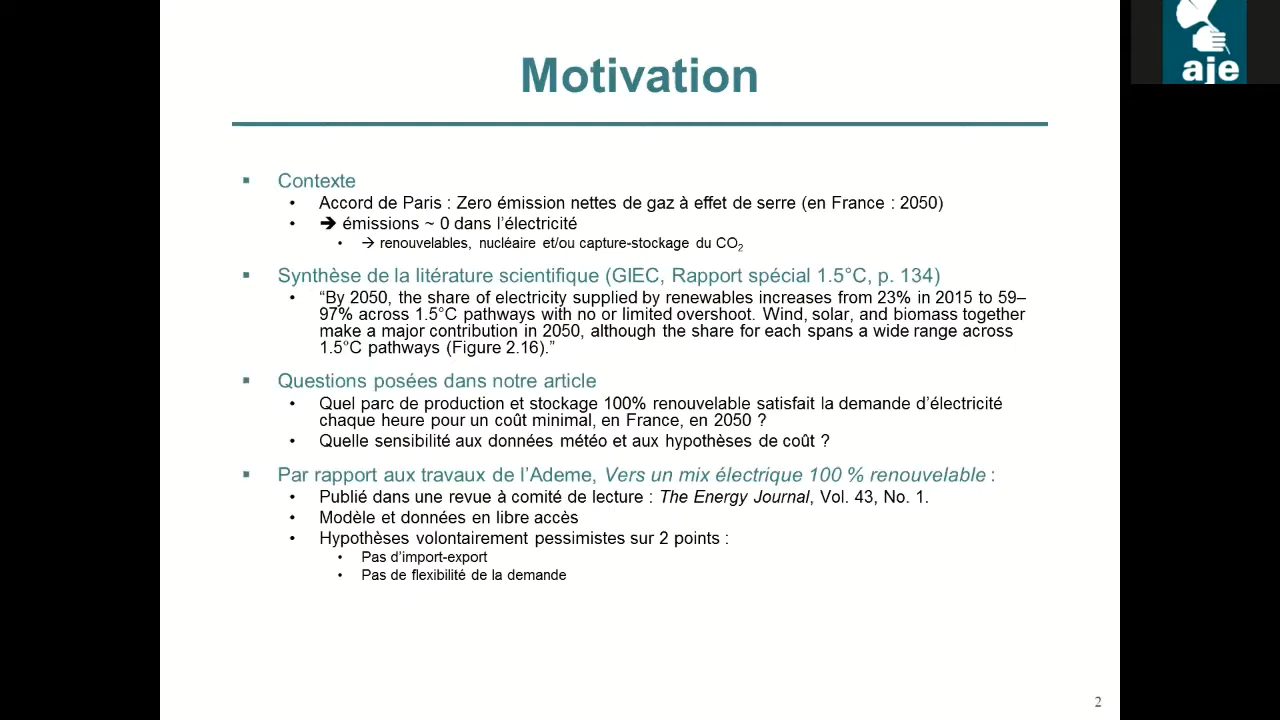 aje
Motivation
▪ Contexte
• Accord de Paris : Zero émission nettes de gaz à effet de serre (en France : 2050)
• ➔ émissions ~ 0 dans l’électricité
• → renouvelables, nucléaire et/ou capture-stockage du CO₂
▪ Synthèse de la litérature scientifique (GIEC, Rapport spécial 1.5°C, p. 134)
• “By 2050, the share of electricity supplied by renewables increases from 23% in 2015 to 59–
97% across 1.5°C pathways with no or limited overshoot. Wind, solar, and biomass together
make a major contribution in 2050, although the share for each spans a wide range across
1.5°C pathways (Figure 2.16).”
▪ Questions posées dans notre article
• Quel parc de production et stockage 100% renouvelable satisfait la demande d’électricité
chaque heure pour un coût minimal, en France, en 2050 ?
• Quelle sensibilité aux données météo et aux hypothèses de coût ?
▪ Par rapport aux travaux de l’Ademe, Vers un mix électrique 100 % renouvelable :
• Publié dans une revue à comité de lecture : The Energy Journal, Vol. 43, No. 1.
• Modèle et données en libre accès
• Hypothèses volontairement pessimistes sur 2 points :
• Pas d’import-export
• Pas de flexibilité de la demande
2